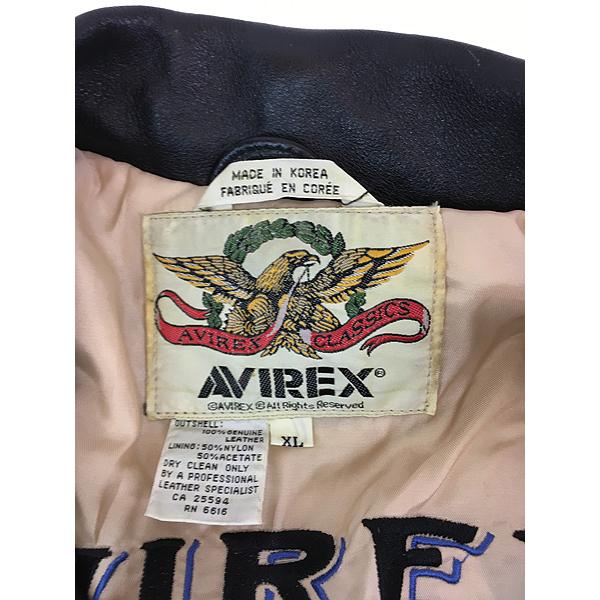 MADE IN KOREA
FABRIQUÉ EN CORÉE
AVIREX CLASSICS
AVIREX®
©AVIREX ® All Rights Reserved
XL
OUTSHELL:
100% GENUINE
LEATHER
LINING: 50% NYLON
50% ACETATE
DRY CLEAN ONLY
BY A PROFESSIONAL
LEATHER SPECIALIST
CA 25594
RN 6616